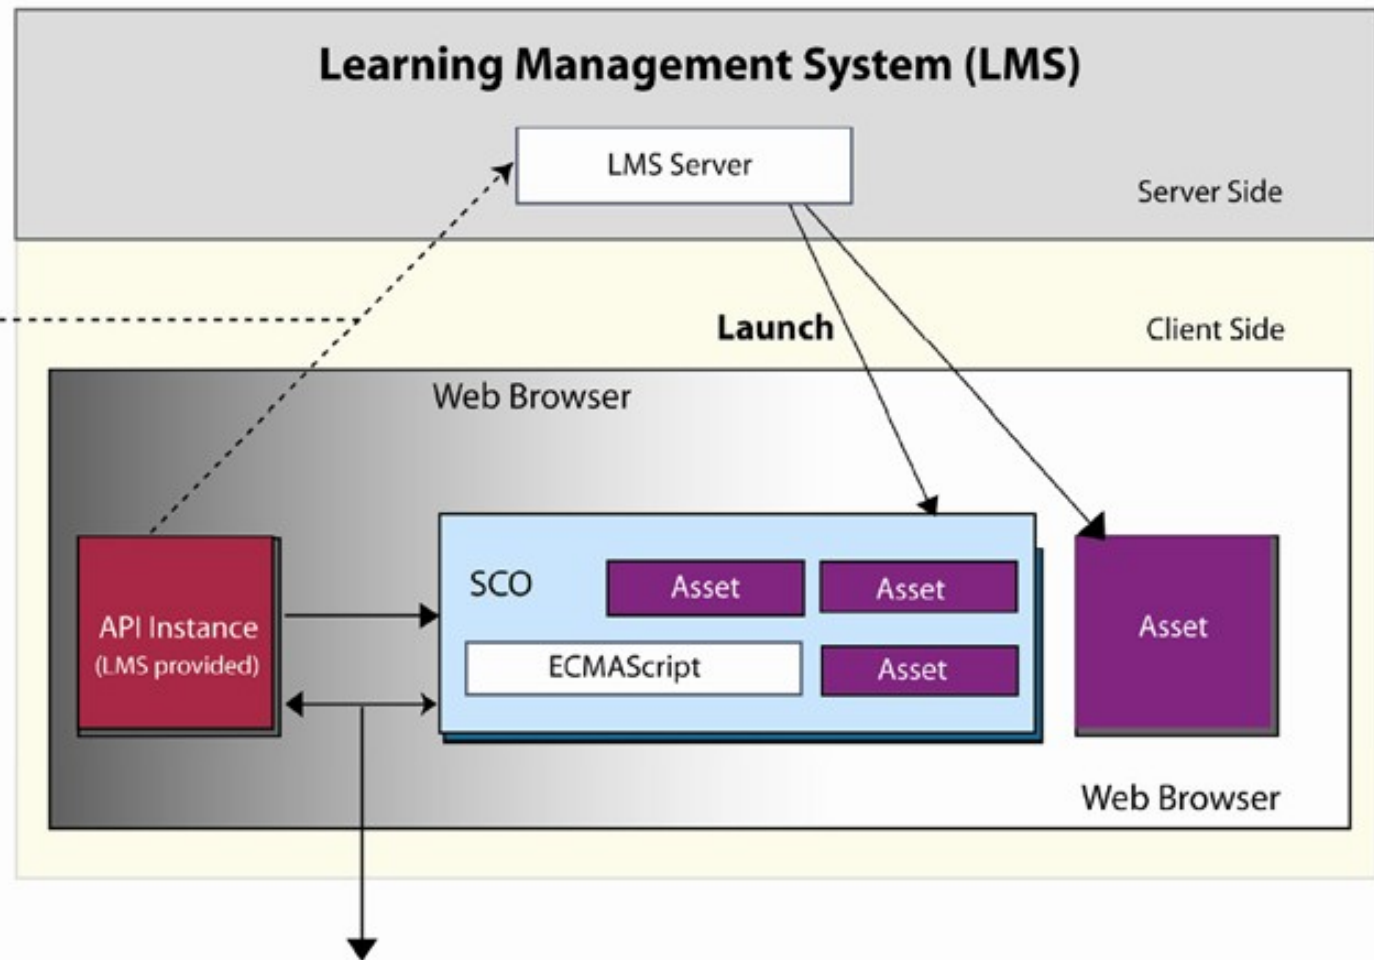 Learning Management System (LMS)
LMS Server
Server Side
Launch
Client Side
Web Browser
SCO
Asset
Asset
API Instance
(LMS provided)
ECMAScript
Asset
Asset
Web Browser